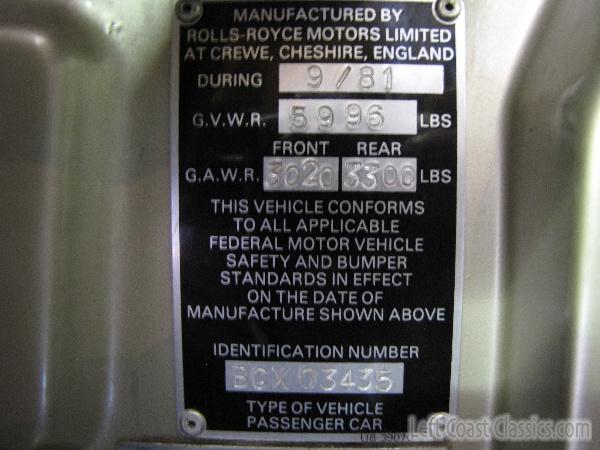 MANUFACTURED BY
ROLLS-ROYCE MOTORS LIMITED
AT CREWE, CHESHIRE, ENGLAND
DURING 9/81
G.V.W.R. 5996 LBS
FRONT REAR
G.A.W.R. 3020 3300 LBS
THIS VEHICLE CONFORMS
TO ALL APPLICABLE
FEDERAL MOTOR VEHICLE
SAFETY AND BUMPER
STANDARDS IN EFFECT
ON THE DATE OF
MANUFACTURE SHOWN ABOVE
IDENTIFICATION NUMBER
BCX 03435
TYPE OF VEHICLE
PASSENGER CAR
Left Coast Classics.com